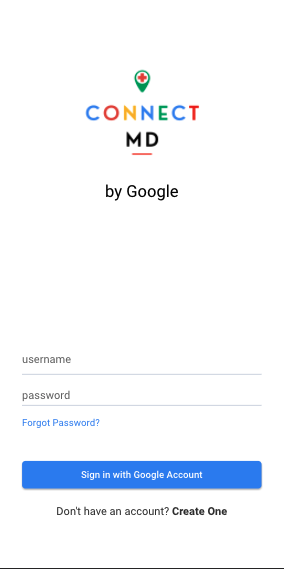 CONNECT
MD
by Google
username
password
Forgot Password?
Sign in with Google Account
Don't have an account? Create One